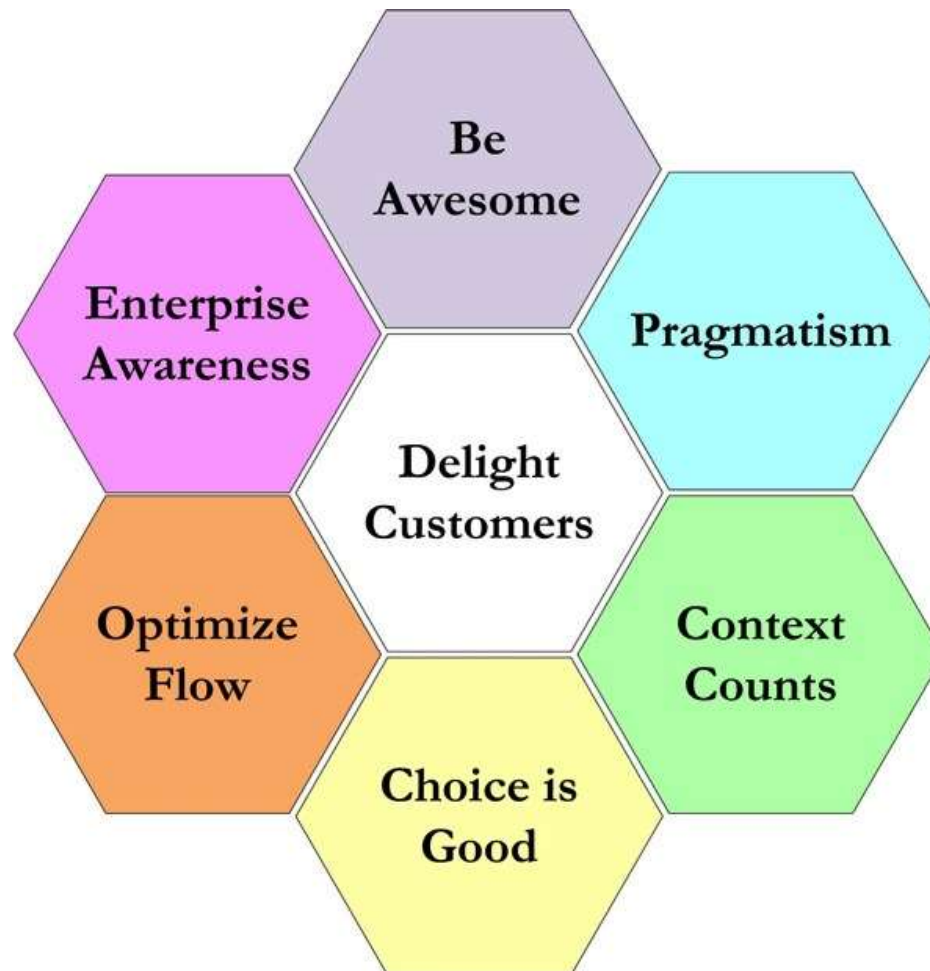 Be
Awesome
Enterprise
Awareness
Pragmatism
Delight
Customers
Optimize
Flow
Context
Counts
Choice is
Good